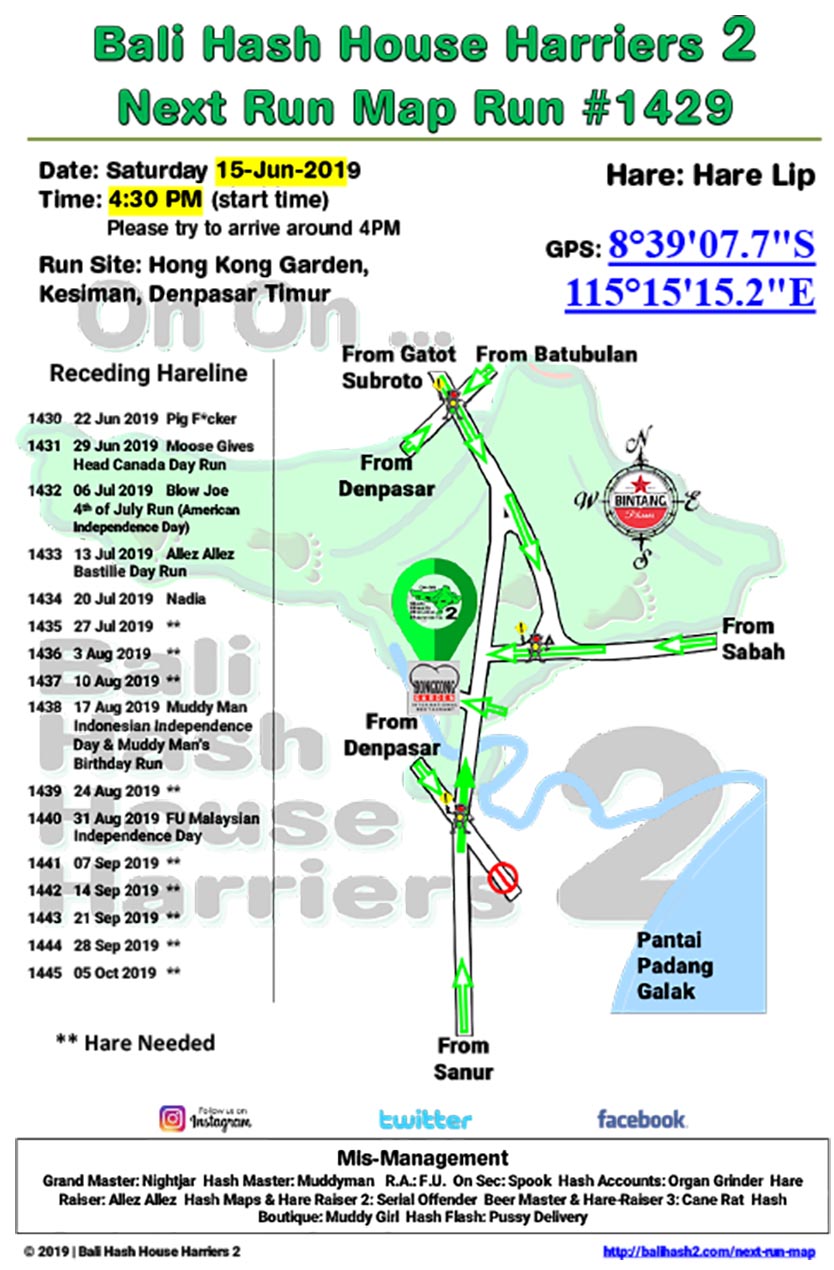 Bali Hash House Harriers 2
Next Run Map Run #1429
Date: Saturday 15-Jun-2019
Time: 4:30 PM (start time)
Please try to arrive around 4PM
Run Site: Hong Kong Garden,
Kesiman, Denpasar Timur
Hare: Hare Lip
GPS: 8°39'07.7"S
115°15'15.2"E
On On ...
Receding Hareline
1430 22 Jun 2019 Pig F*cker
1431 29 Jun 2019 Moose Gives
Head Canada Day Run
1432 06 Jul 2019 Blow Joe
4th of July Run (American
Independence Day)
1433 13 Jul 2019 Allez Allez
Bastille Day Run
1434 20 Jul 2019 Nadia
1435 27 Jul 2019 **
1436 3 Aug 2019 **
1437 10 Aug 2019 **
1438 17 Aug 2019 Muddy Man
Indonesian Independence
Day & Muddy Man's
Birthday Run
1439 24 Aug 2019 **
1440 31 Aug 2019 FU Malaysian
Independence Day
1441 07 Sep 2019 **
1442 14 Sep 2019 **
1443 21 Sep 2019 **
1444 28 Sep 2019 **
1445 05 Oct 2019 **
** Hare Needed
From Gatot
Subroto
From Batubulan
From
Denpasar
N
W
E
S
BINTANG
Pilsener
2
From
Sabah
HONGKONG
GARDEN
INTERNATIONAL
RESTAURANT
From
Denpasar
Bali
Hash
House
Harriers
2
Pantai
Padang
Galak
From
Sanur
Follow us on
Instagram
twitter
facebook
Mis-Management
Grand Master: Nightjar Hash Master: Muddyman R.A.: F.U. On Sec: Spook Hash Accounts: Organ Grinder Hare
Raiser: Allez Allez Hash Maps & Hare Raiser 2: Serial Offender Beer Master & Hare-Raiser 3: Cane Rat Hash
Boutique: Muddy Girl Hash Flash: Pussy Delivery
© 2019 | Bali Hash House Harriers 2
http://balihash2.com/next-run-map